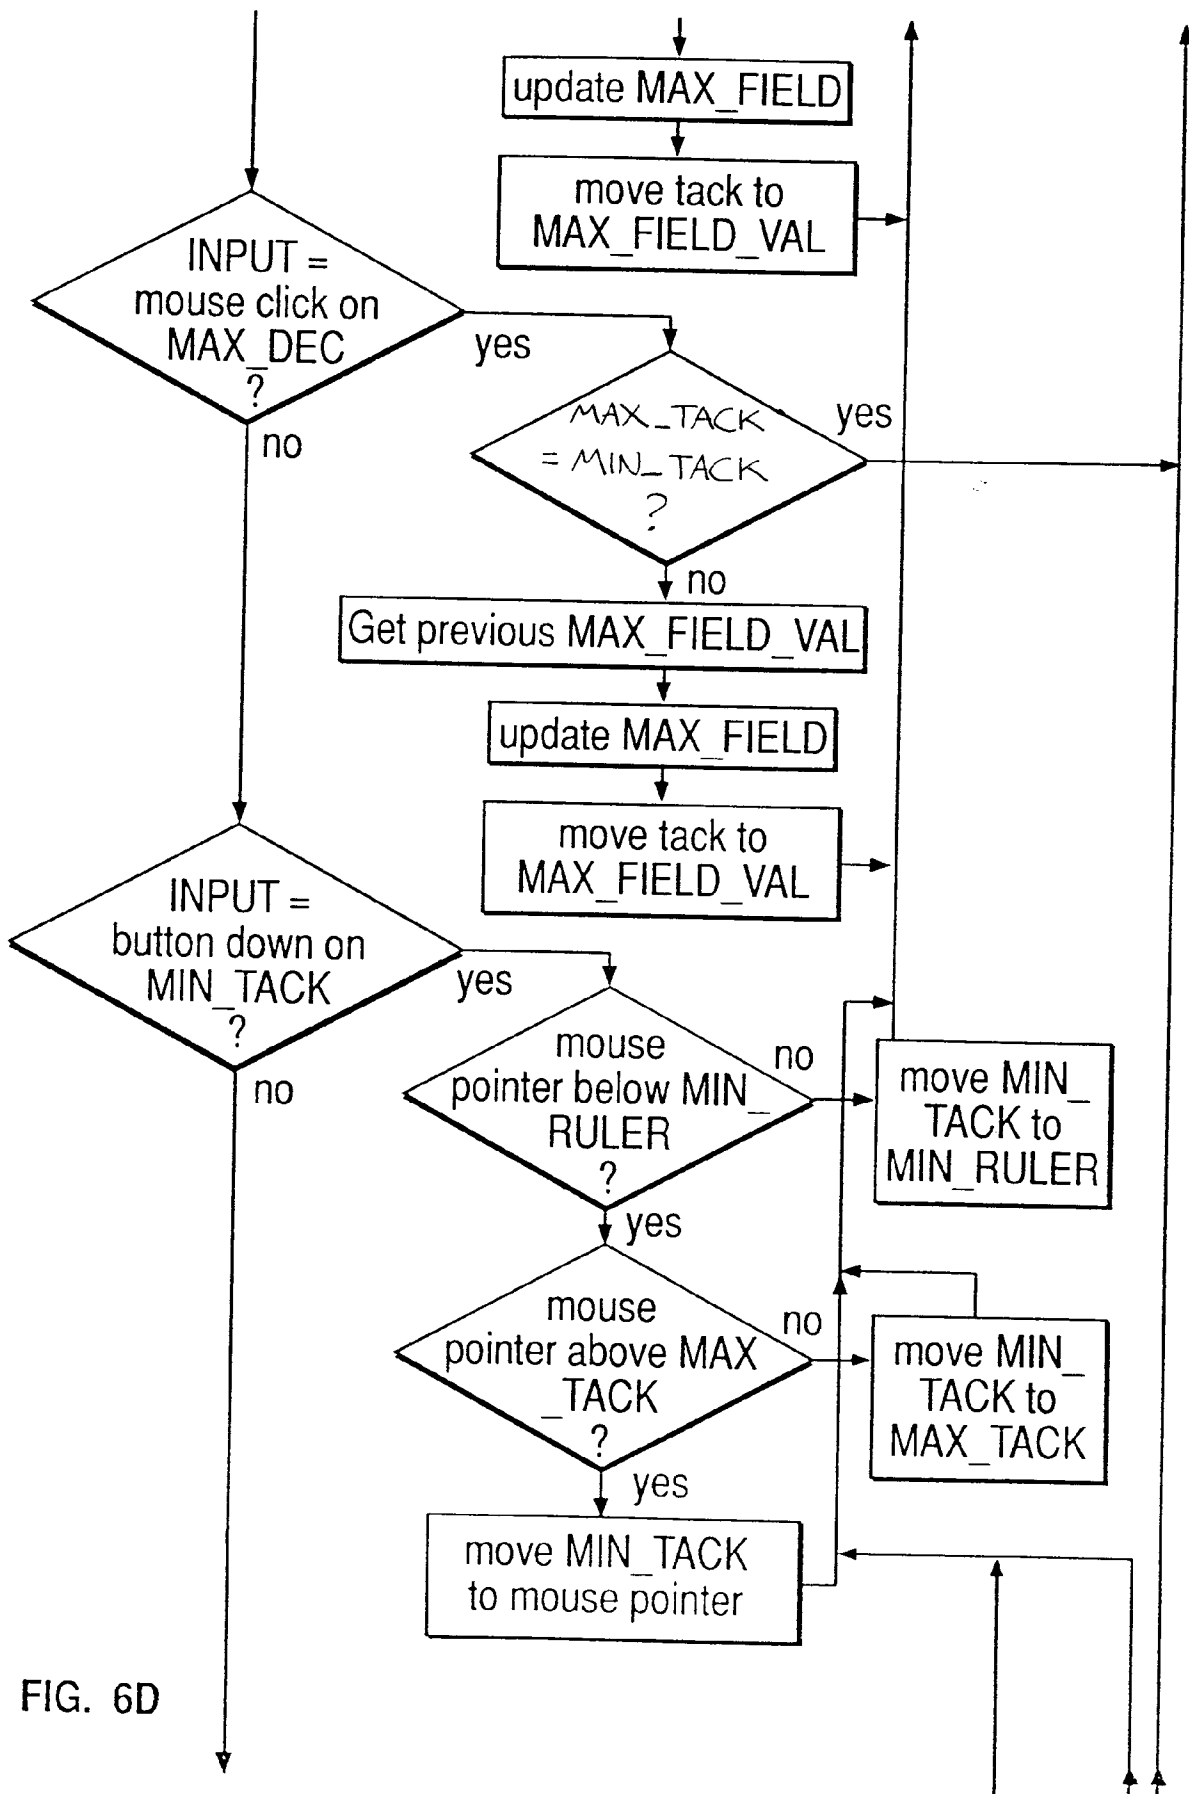 update MAX_FIELD
move tack to
MAX_FIELD_VAL
INPUT =
mouse click on
MAX_DEC
?
yes
no
MAX_TACK
= MIN_TACK
?
yes
no
Get previous MAX_FIELD_VAL
update MAX_FIELD
move tack to
MAX_FIELD_VAL
INPUT =
button down on
MIN_TACK
?
yes
no
mouse
pointer below MIN_
RULER
?
no
yes
move MIN_
TACK to
MIN_RULER
mouse
pointer above MAX
_TACK
?
no
yes
move MIN_
TACK to
MAX_TACK
move MIN_TACK
to mouse pointer
FIG. 6D